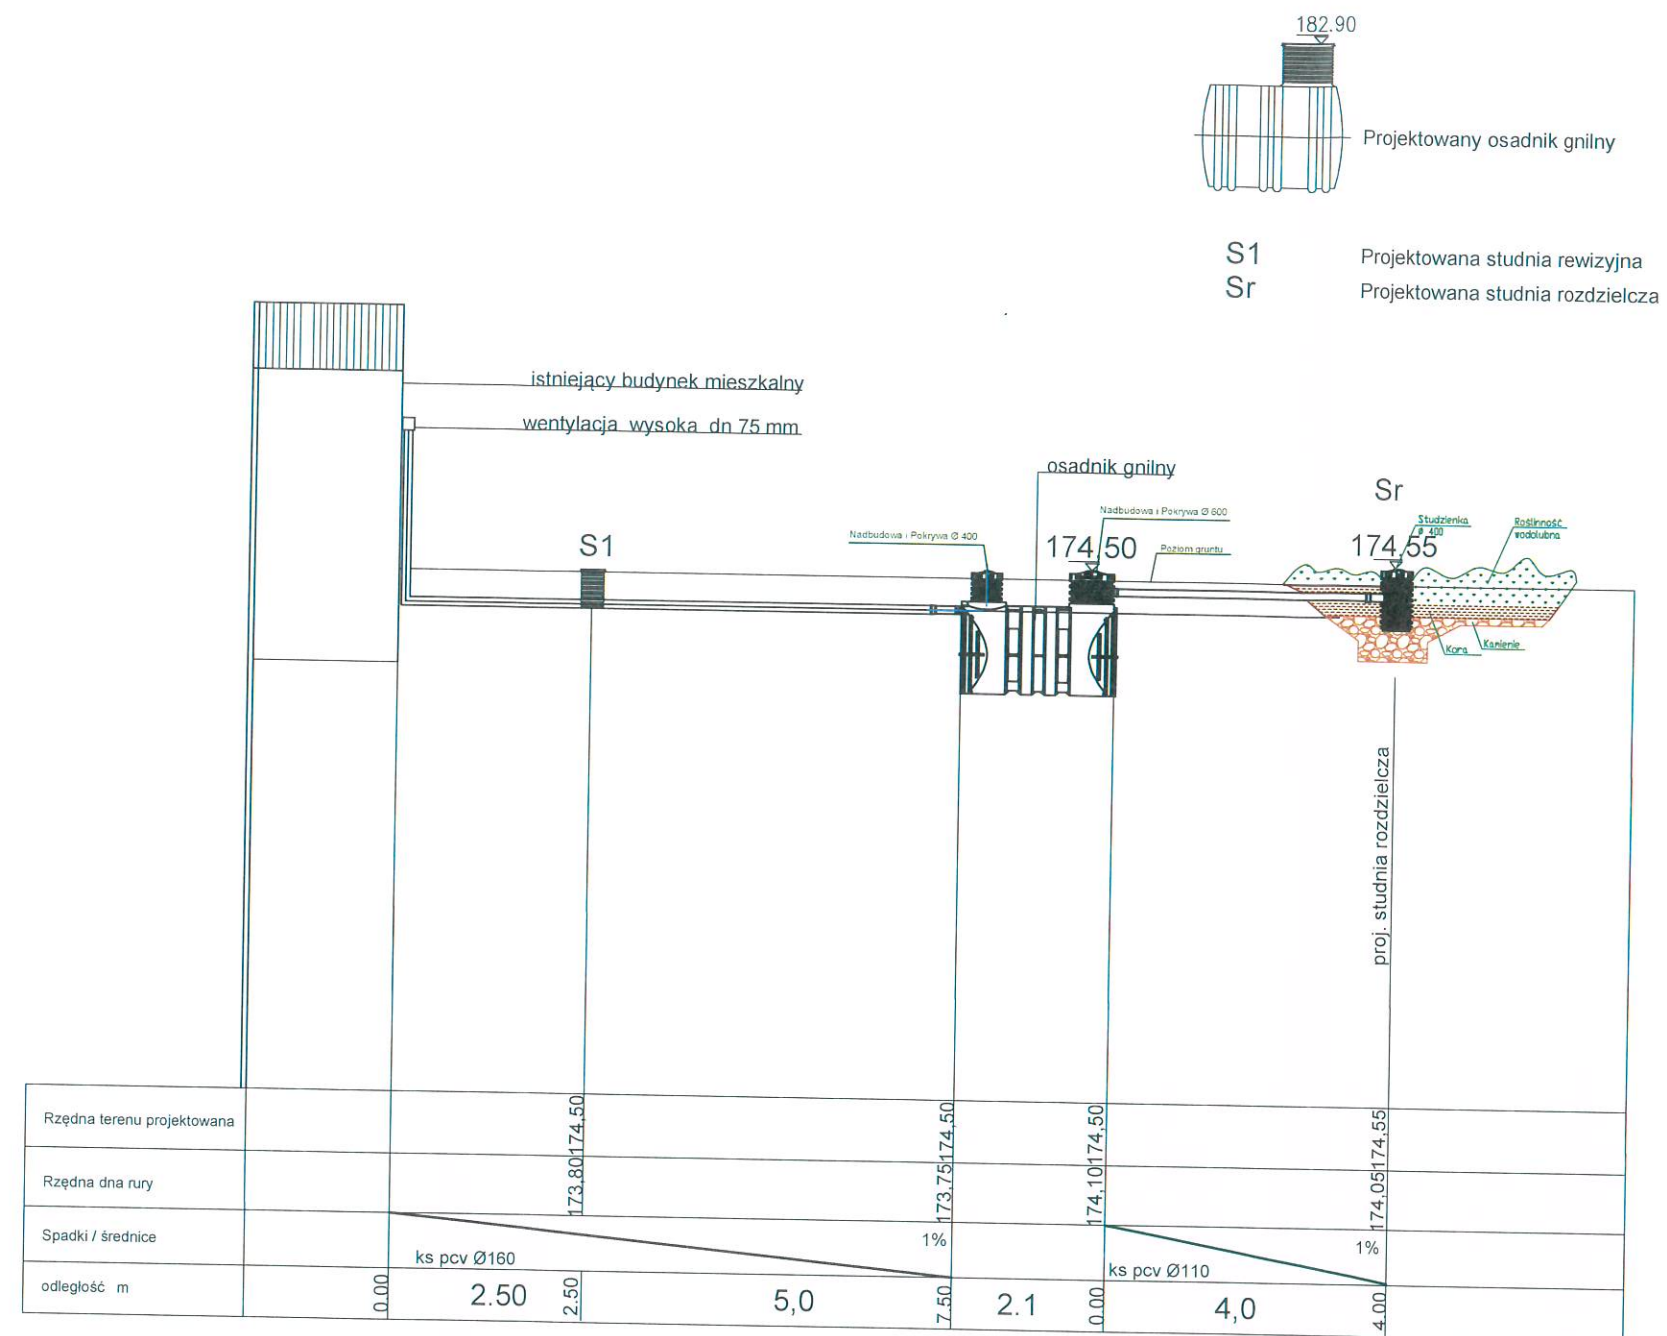 182.90
Projektowany osadnik gnilny
S1 Projektowana studnia rewizyjna
Sr Projektowana studnia rozdzielcza
istniejący budynek mieszkalny
wentylacja wysoka dn 75 mm
osadnik gnilny
Sr
Nadbudowa i Pokrywa Ø 600
Studzienka
Ø 400
Roślinność
wodolubna
S1
Nadbudowa i Pokrywa Ø 400
174,50
Poziom gruntu
174,55
Kora
Kamienie
proj. studnia rozdzielcza
Rzędna terenu projektowana
174,50
174,50
174,50
174,55
Rzędna dna rury
173,80
173,75
174,10
174,05
Spadki / średnice
ks pcv Ø160
1%
ks pcv Ø110
1%
odległość m
0.00
2.50
2.50
5,0
7.50
2.1
0.00
4,0
4.00